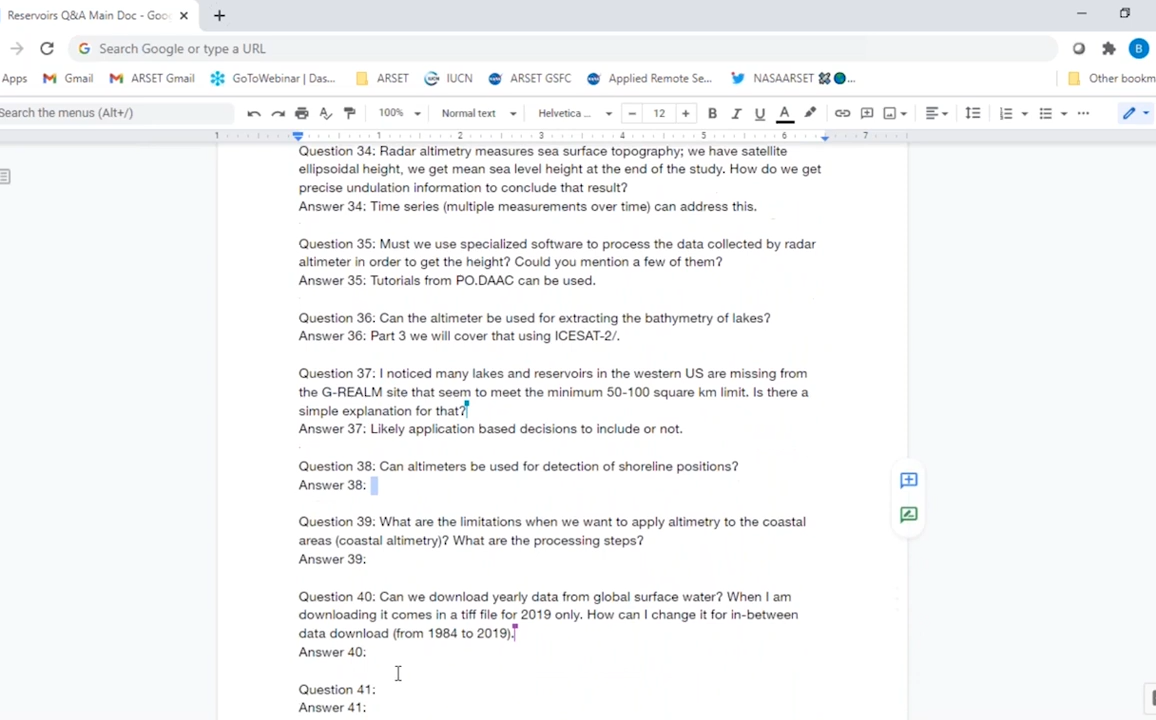 Reservoirs Q&A Main Doc - Goo
Search Google or type a URL
B
Apps
Gmail
ARSET Gmail
GoToWebinar | Das...
ARSET
IUCN
ARSET GSFC
Applied Remote Se...
NASAARSET 🛰🌎...
Other bookm
Search the menus (Alt+/)
100%
Normal text
Helvetica ...
12
B I U A
1 1 2 3 4 5 6 7
Question 34: Radar altimetry measures sea surface topography; we have satellite
ellipsoidal height, we get mean sea level height at the end of the study. How do we get
precise undulation information to conclude that result?
Answer 34: Time series (multiple measurements over time) can address this.
Question 35: Must we use specialized software to process the data collected by radar
altimeter in order to get the height? Could you mention a few of them?
Answer 35: Tutorials from PO.DAAC can be used.
Question 36: Can the altimeter be used for extracting the bathymetry of lakes?
Answer 36: Part 3 we will cover that using ICESAT-2/.
Question 37: I noticed many lakes and reservoirs in the western US are missing from
the G-REALM site that seem to meet the minimum 50-100 square km limit. Is there a
simple explanation for that?
Answer 37: Likely application based decisions to include or not.
Question 38: Can altimeters be used for detection of shoreline positions?
Answer 38:
Question 39: What are the limitations when we want to apply altimetry to the coastal
areas (coastal altimetry)? What are the processing steps?
Answer 39:
Question 40: Can we download yearly data from global surface water? When I am
downloading it comes in a tiff file for 2019 only. How can I change it for in-between
data download (from 1984 to 2019).
Answer 40:
Question 41:
Answer 41: